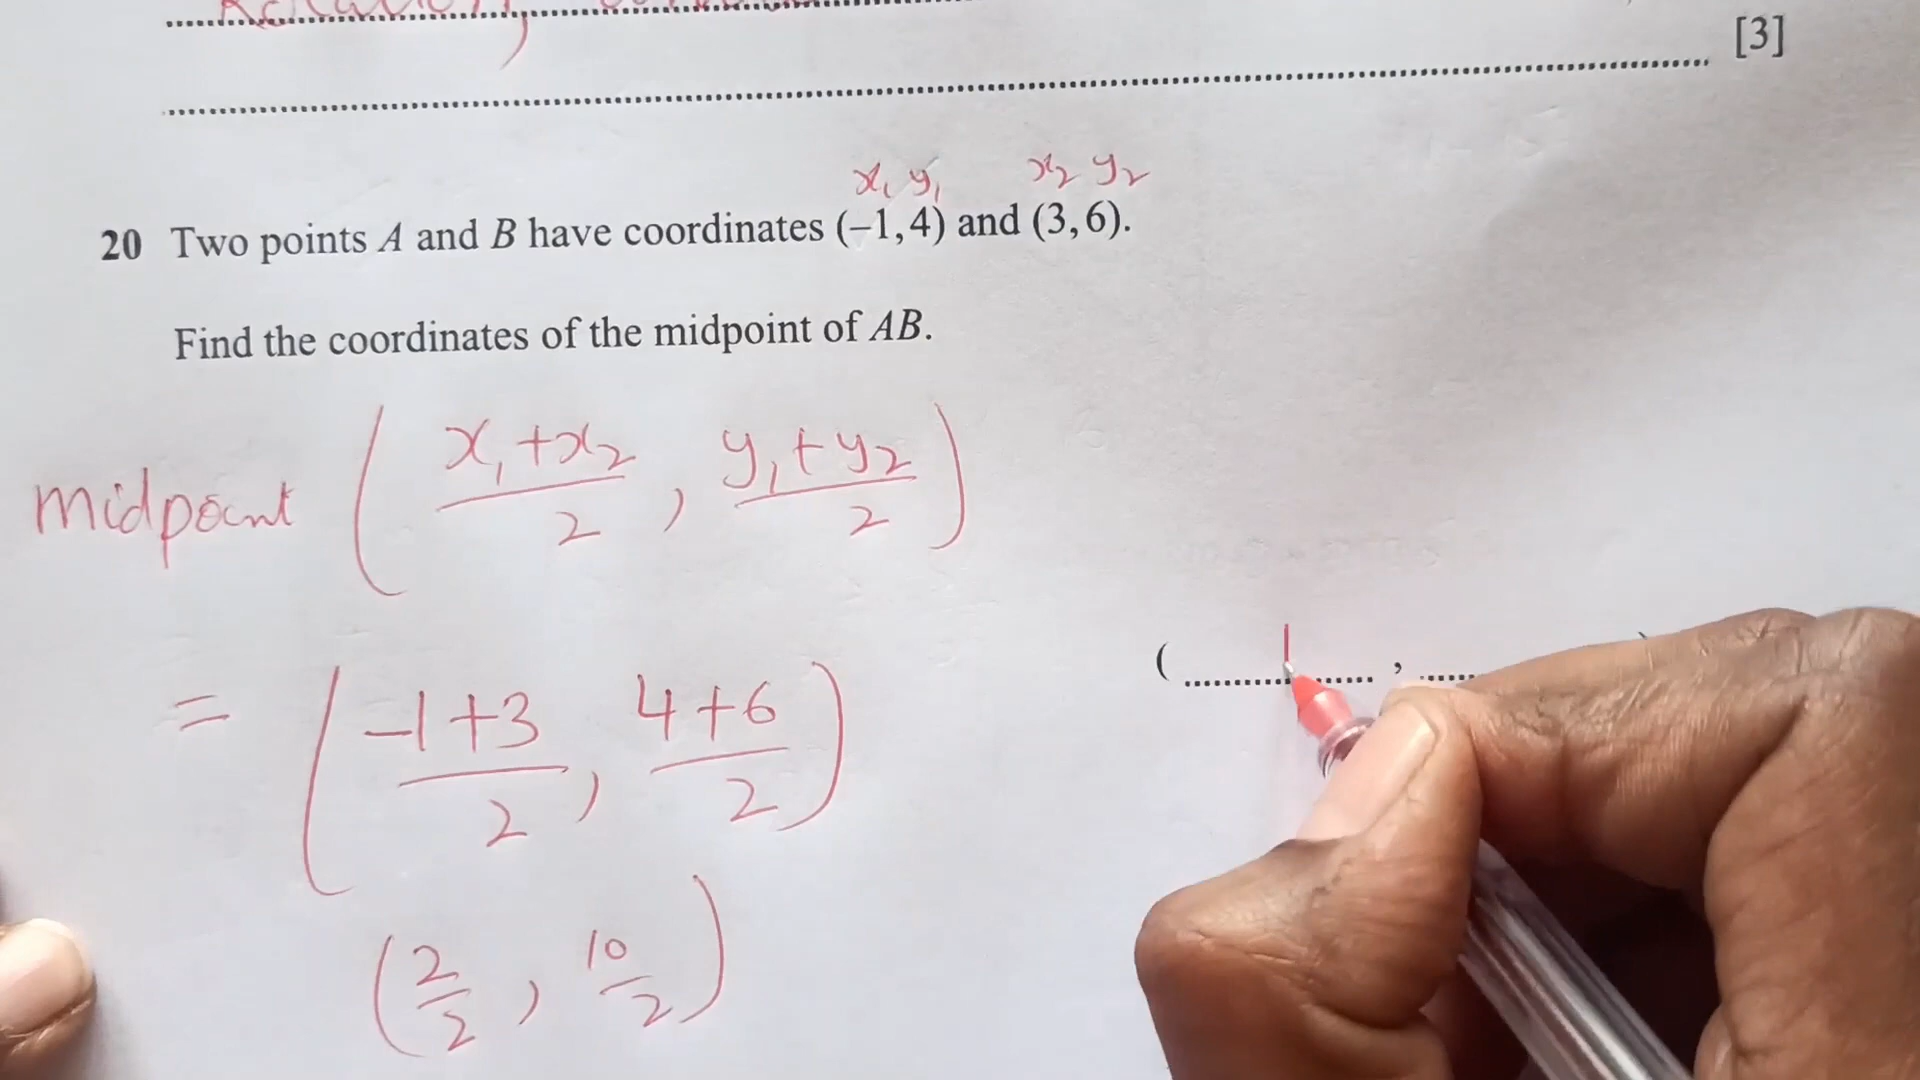 [3]
x₁ y₁ x₂ y₂
20 Two points A and B have coordinates (−1, 4) and (3, 6).
Find the coordinates of the midpoint of AB.
midpoint ( x₁+x₂ / 2 , y₁+y₂ / 2 )
( 1 ,
= ( -1+3 / 2 , 4+6 / 2 )
( 2/2 , 10/2 )